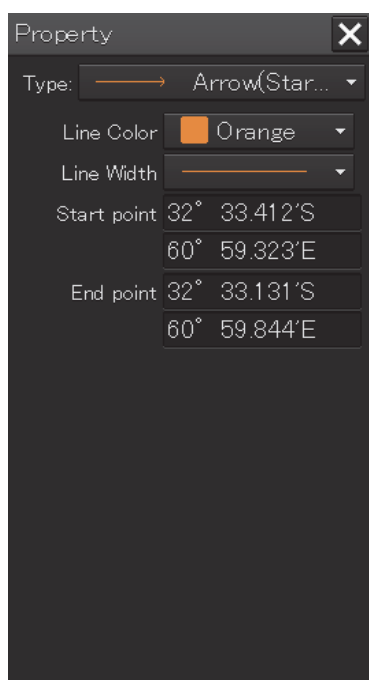 Property
Type: Arrow(Star...
Line Color Orange
Line Width
Start point 32° 33.412'S
60° 59.323'E
End point 32° 33.131'S
60° 59.844'E